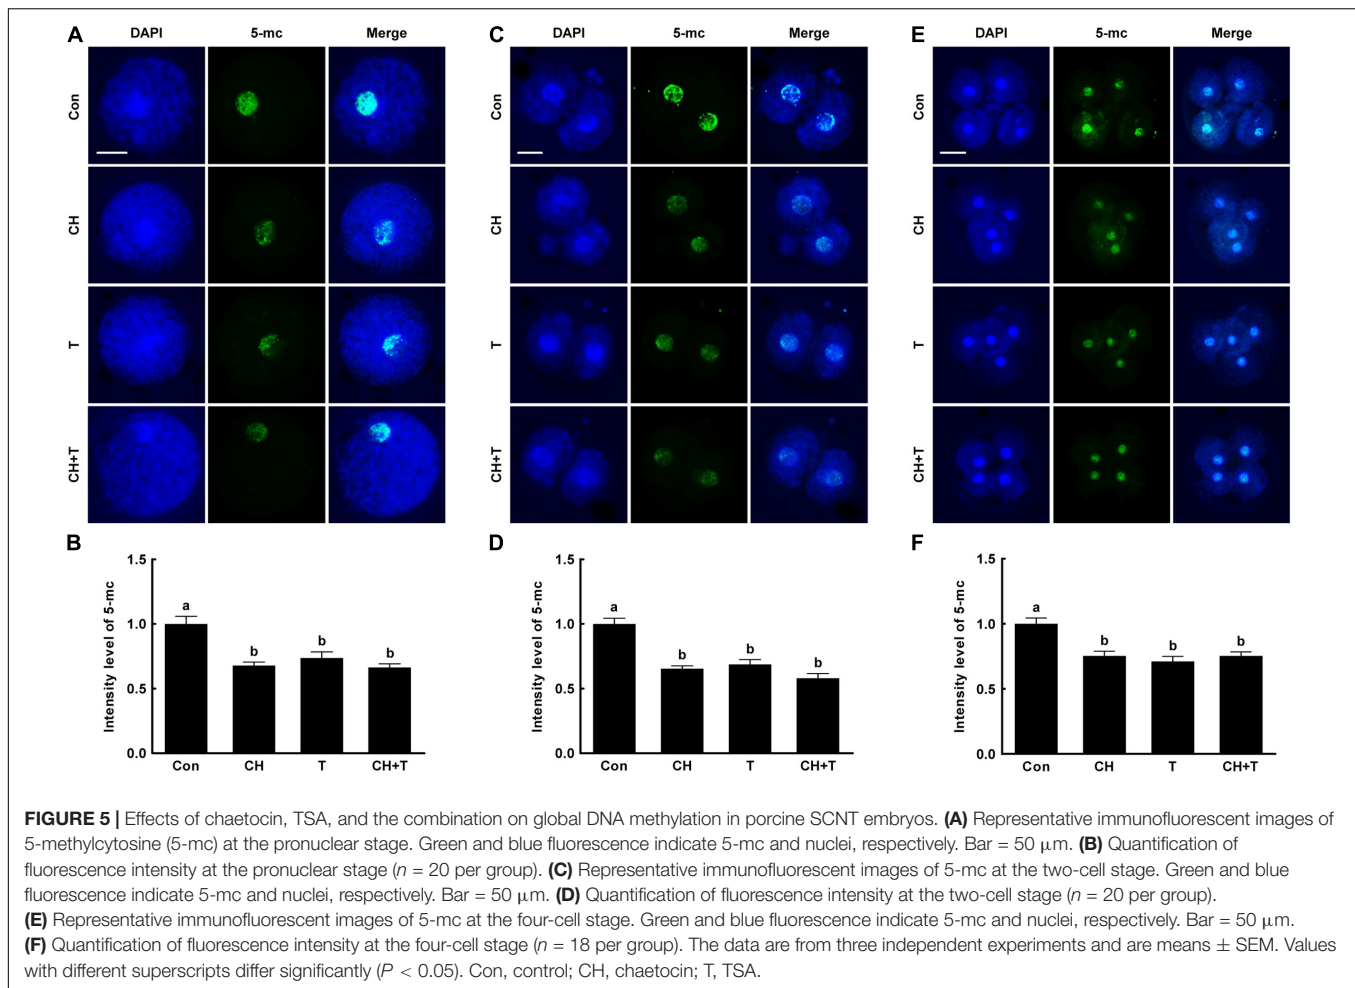 A
DAPI 5-mc Merge
Con
CH
T
CH+T
C
DAPI 5-mc Merge
Con
CH
T
CH+T
E
DAPI 5-mc Merge
Con
CH
T
CH+T
B
Intensity level of 5-mc
1.5
1.0
0.5
0.0
a b b b
Con CH T CH+T
D
Intensity level of 5-mc
1.5
1.0
0.5
0.0
a b b b
Con CH T CH+T
F
Intensity level of 5-mc
1.5
1.0
0.5
0.0
a b b b
Con CH T CH+T
FIGURE 5 | Effects of chaetocin, TSA, and the combination on global DNA methylation in porcine SCNT embryos. (A) Representative immunofluorescent images of
5-methylcytosine (5-mc) at the pronuclear stage. Green and blue fluorescence indicate 5-mc and nuclei, respectively. Bar = 50 μm. (B) Quantification of
fluorescence intensity at the pronuclear stage (n = 20 per group). (C) Representative immunofluorescent images of 5-mc at the two-cell stage. Green and blue
fluorescence indicate 5-mc and nuclei, respectively. Bar = 50 μm. (D) Quantification of fluorescence intensity at the two-cell stage (n = 20 per group).
(E) Representative immunofluorescent images of 5-mc at the four-cell stage. Green and blue fluorescence indicate 5-mc and nuclei, respectively. Bar = 50 μm.
(F) Quantification of fluorescence intensity at the four-cell stage (n = 18 per group). The data are from three independent experiments and are means ± SEM. Values
with different superscripts differ significantly (P < 0.05). Con, control; CH, chaetocin; T, TSA.